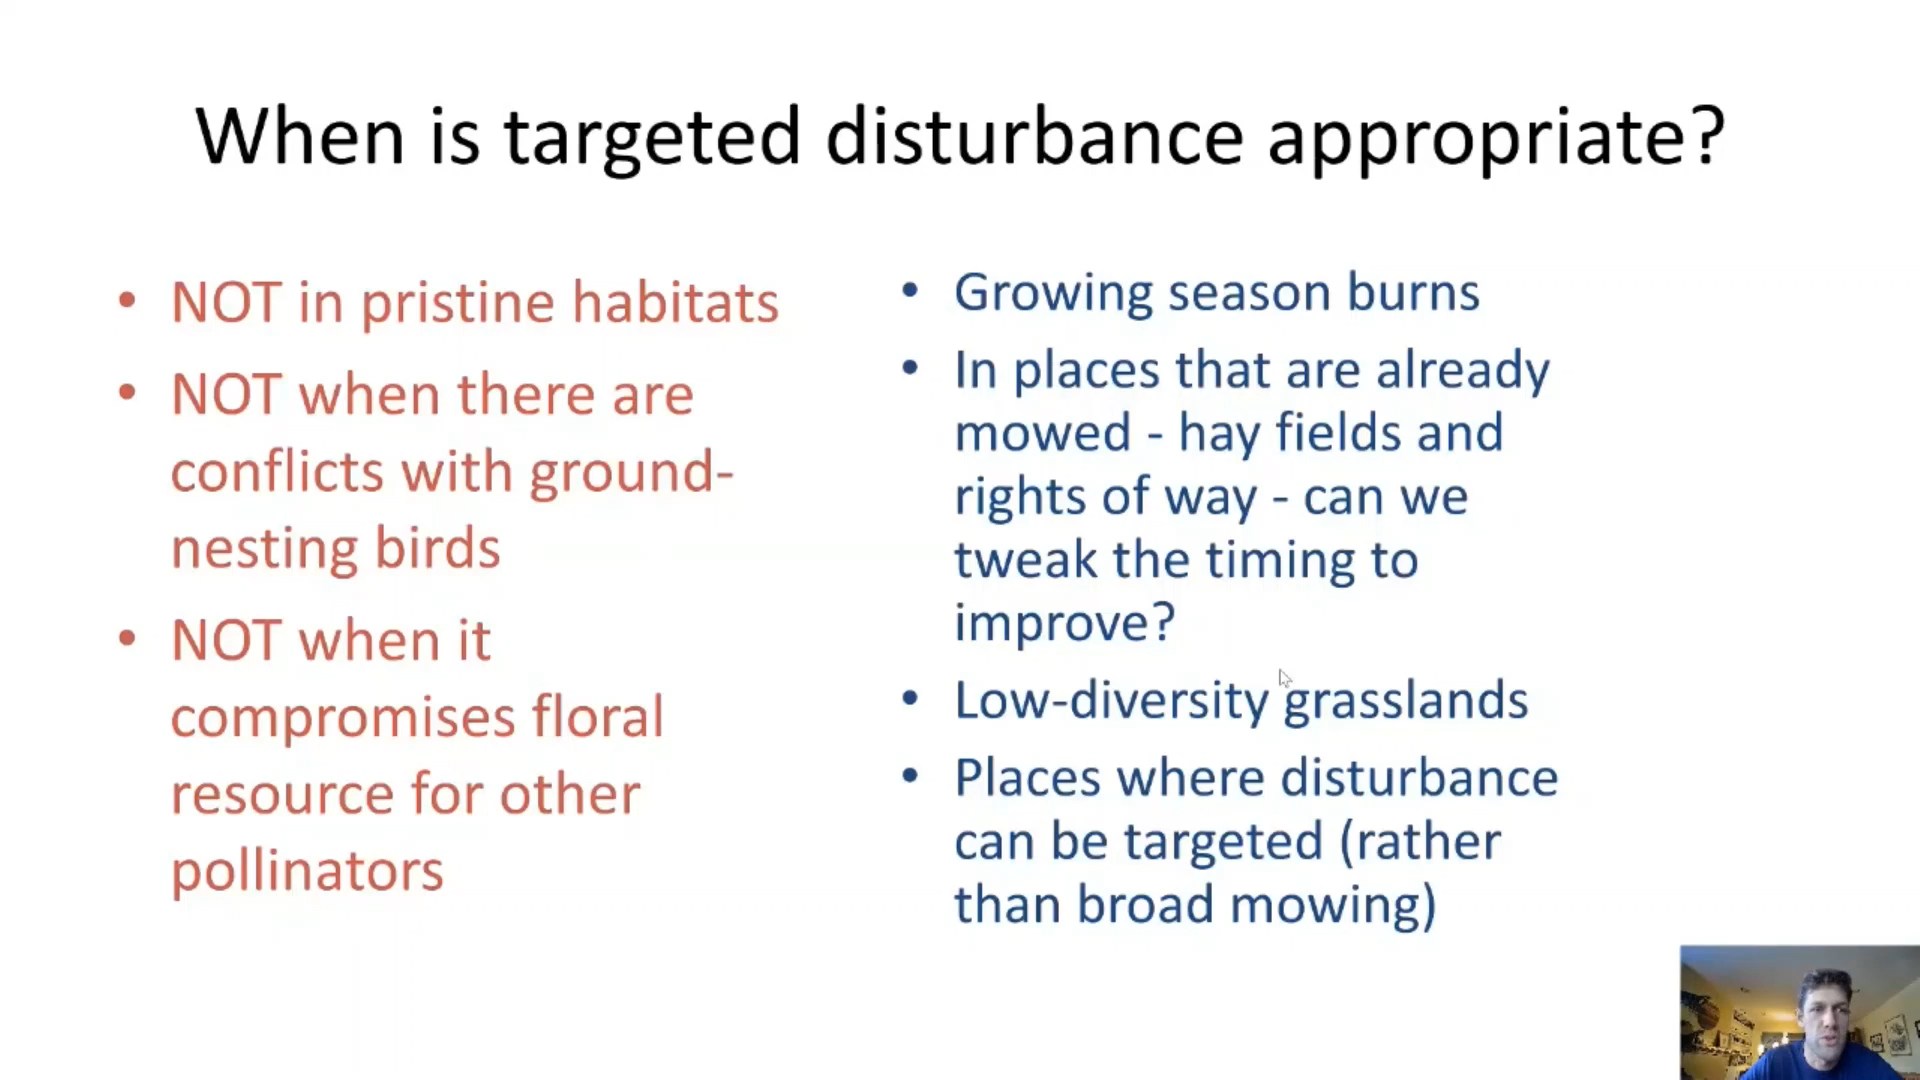 When is targeted disturbance appropriate?
• NOT in pristine habitats
• NOT when there are
conflicts with ground-
nesting birds
• NOT when it
compromises floral
resource for other
pollinators
• Growing season burns
• In places that are already
mowed - hay fields and
rights of way - can we
tweak the timing to
improve?
• Low-diversity grasslands
• Places where disturbance
can be targeted (rather
than broad mowing)